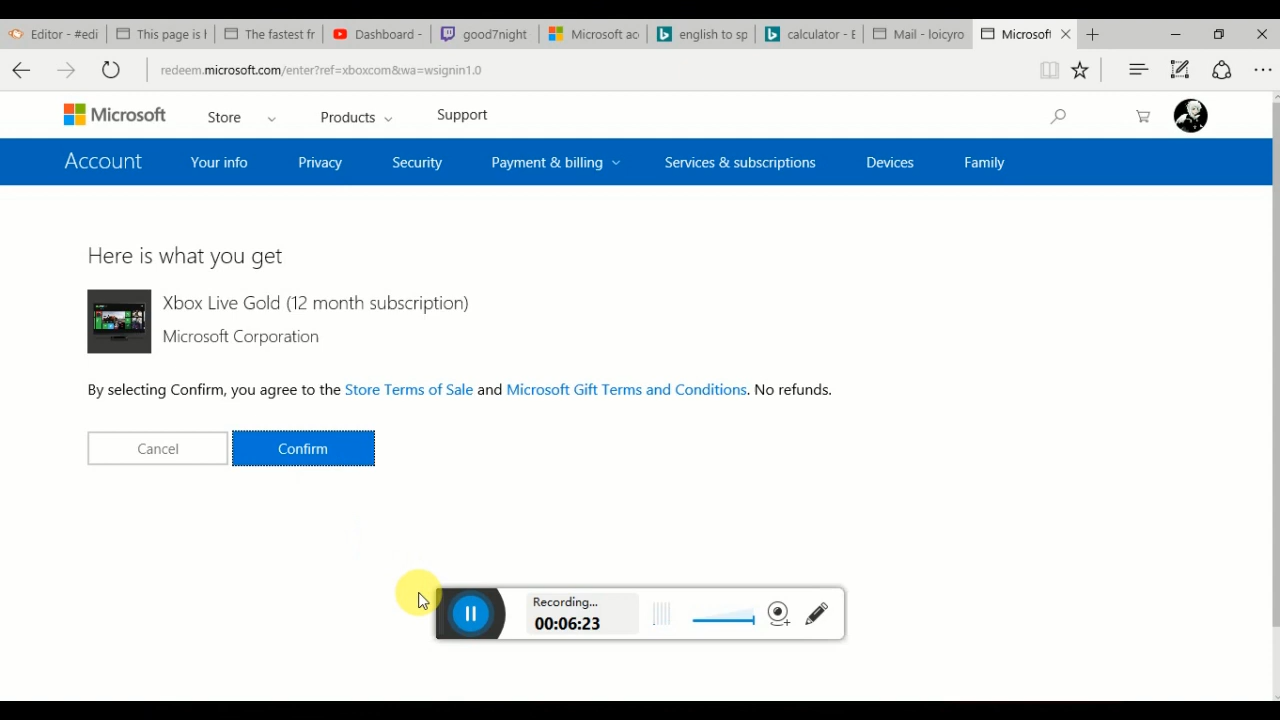 Editor - #edi
This page is l
The fastest fr
Dashboard -
good7night
Microsoft acc
english to sp
calculator - E
Mail - loicyro
Microsoft
redeem.microsoft.com/enter?ref=xboxcom&wa=wsignin1.0
Microsoft
Store
Products
Support
Account
Your info
Privacy
Security
Payment & billing
Services & subscriptions
Devices
Family
Here is what you get
Xbox Live Gold (12 month subscription)
Microsoft Corporation
By selecting Confirm, you agree to the Store Terms of Sale and Microsoft Gift Terms and Conditions. No refunds.
Cancel
Confirm
Recording...
00:06:23